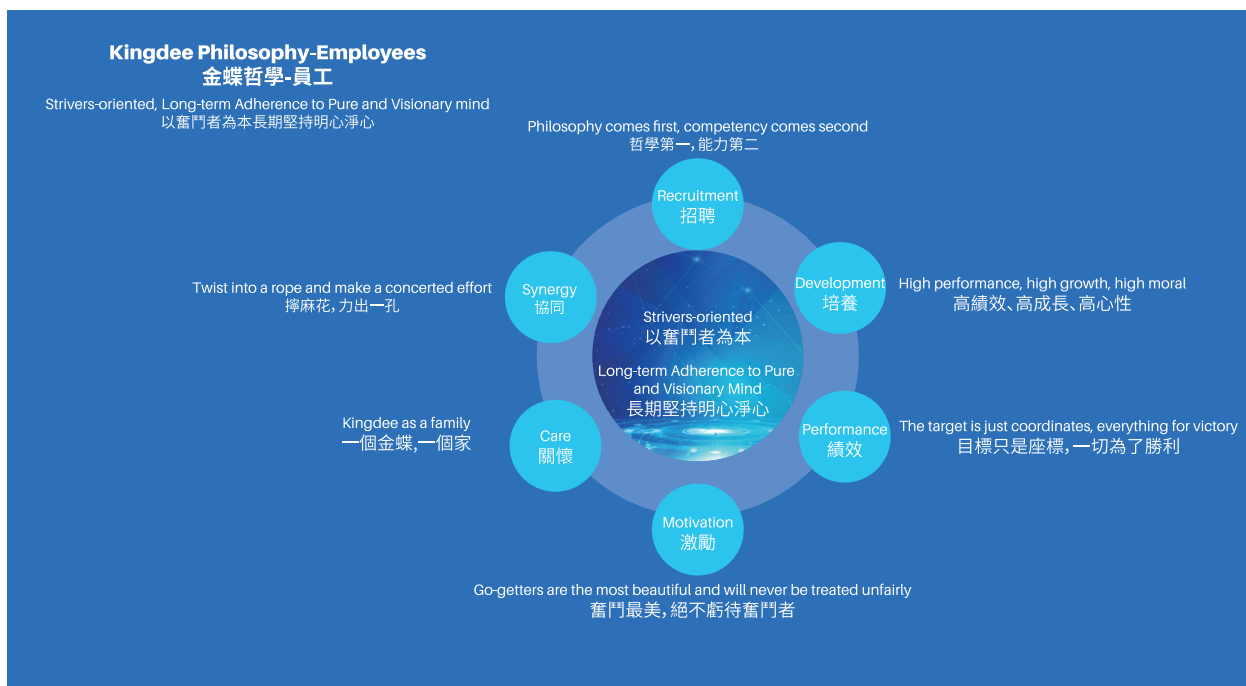 Kingdee Philosophy-Employees
金蝶哲學-員工
Strivers-oriented, Long-term Adherence to Pure and Visionary mind
以奮鬥者為本長期堅持明心淨心
Philosophy comes first, competency comes second
哲學第一，能力第二
Recruitment
招聘
Development
培養
High performance, high growth, high moral
高績效、高成長、高心性
Performance
績效
The target is just coordinates, everything for victory
目標只是座標，一切為了勝利
Motivation
激勵
Go-getters are the most beautiful and will never be treated unfairly
奮鬥最美，絕不虧待奮鬥者
Care
關懷
Kingdee as a family
一個金蝶,一個家
Synergy
協同
Twist into a rope and make a concerted effort
擰麻花，力出一孔
Strivers-oriented
以奮鬥者為本
Long-term Adherence to Pure
and Visionary Mind
長期堅持明心淨心